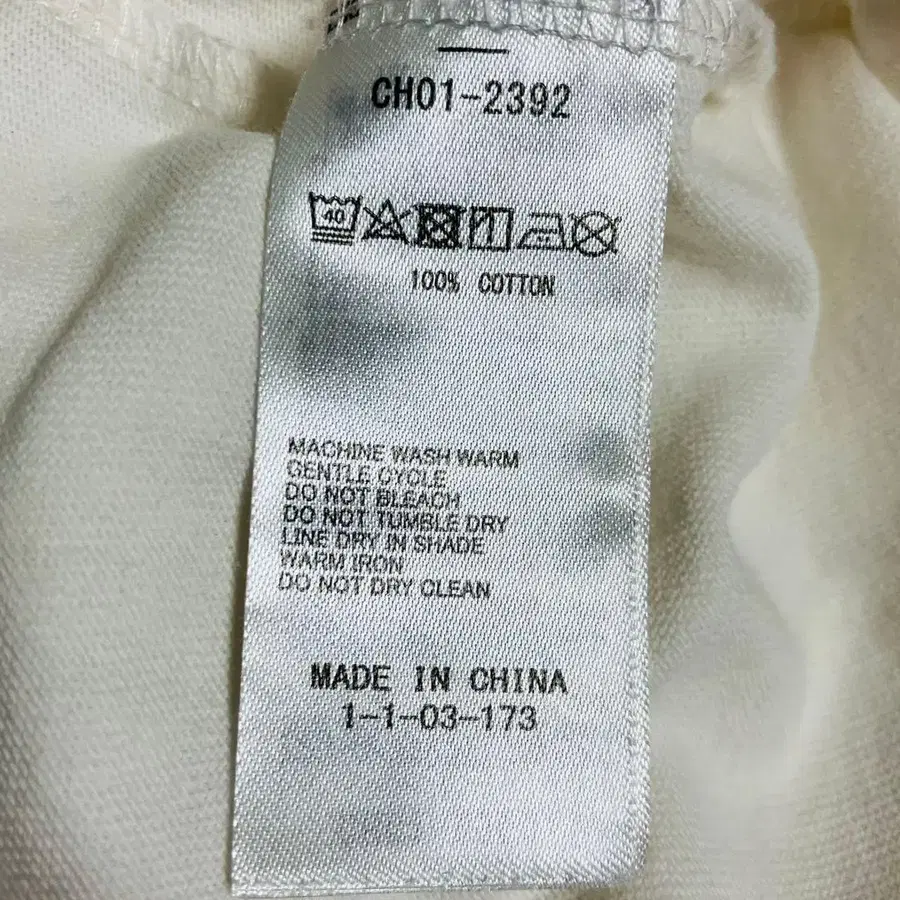 CH01-2392
40
100% COTTON
MACHINE WASH WARM
GENTLE CYCLE
DO NOT BLEACH
DO NOT TUMBLE DRY
LINE DRY IN SHADE
WARM IRON
DO NOT DRY CLEAN
MADE IN CHINA
1-1-03-173